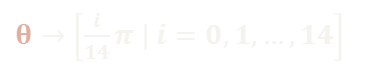 θ → [i/14 π | i = 0, 1, ... , 14]